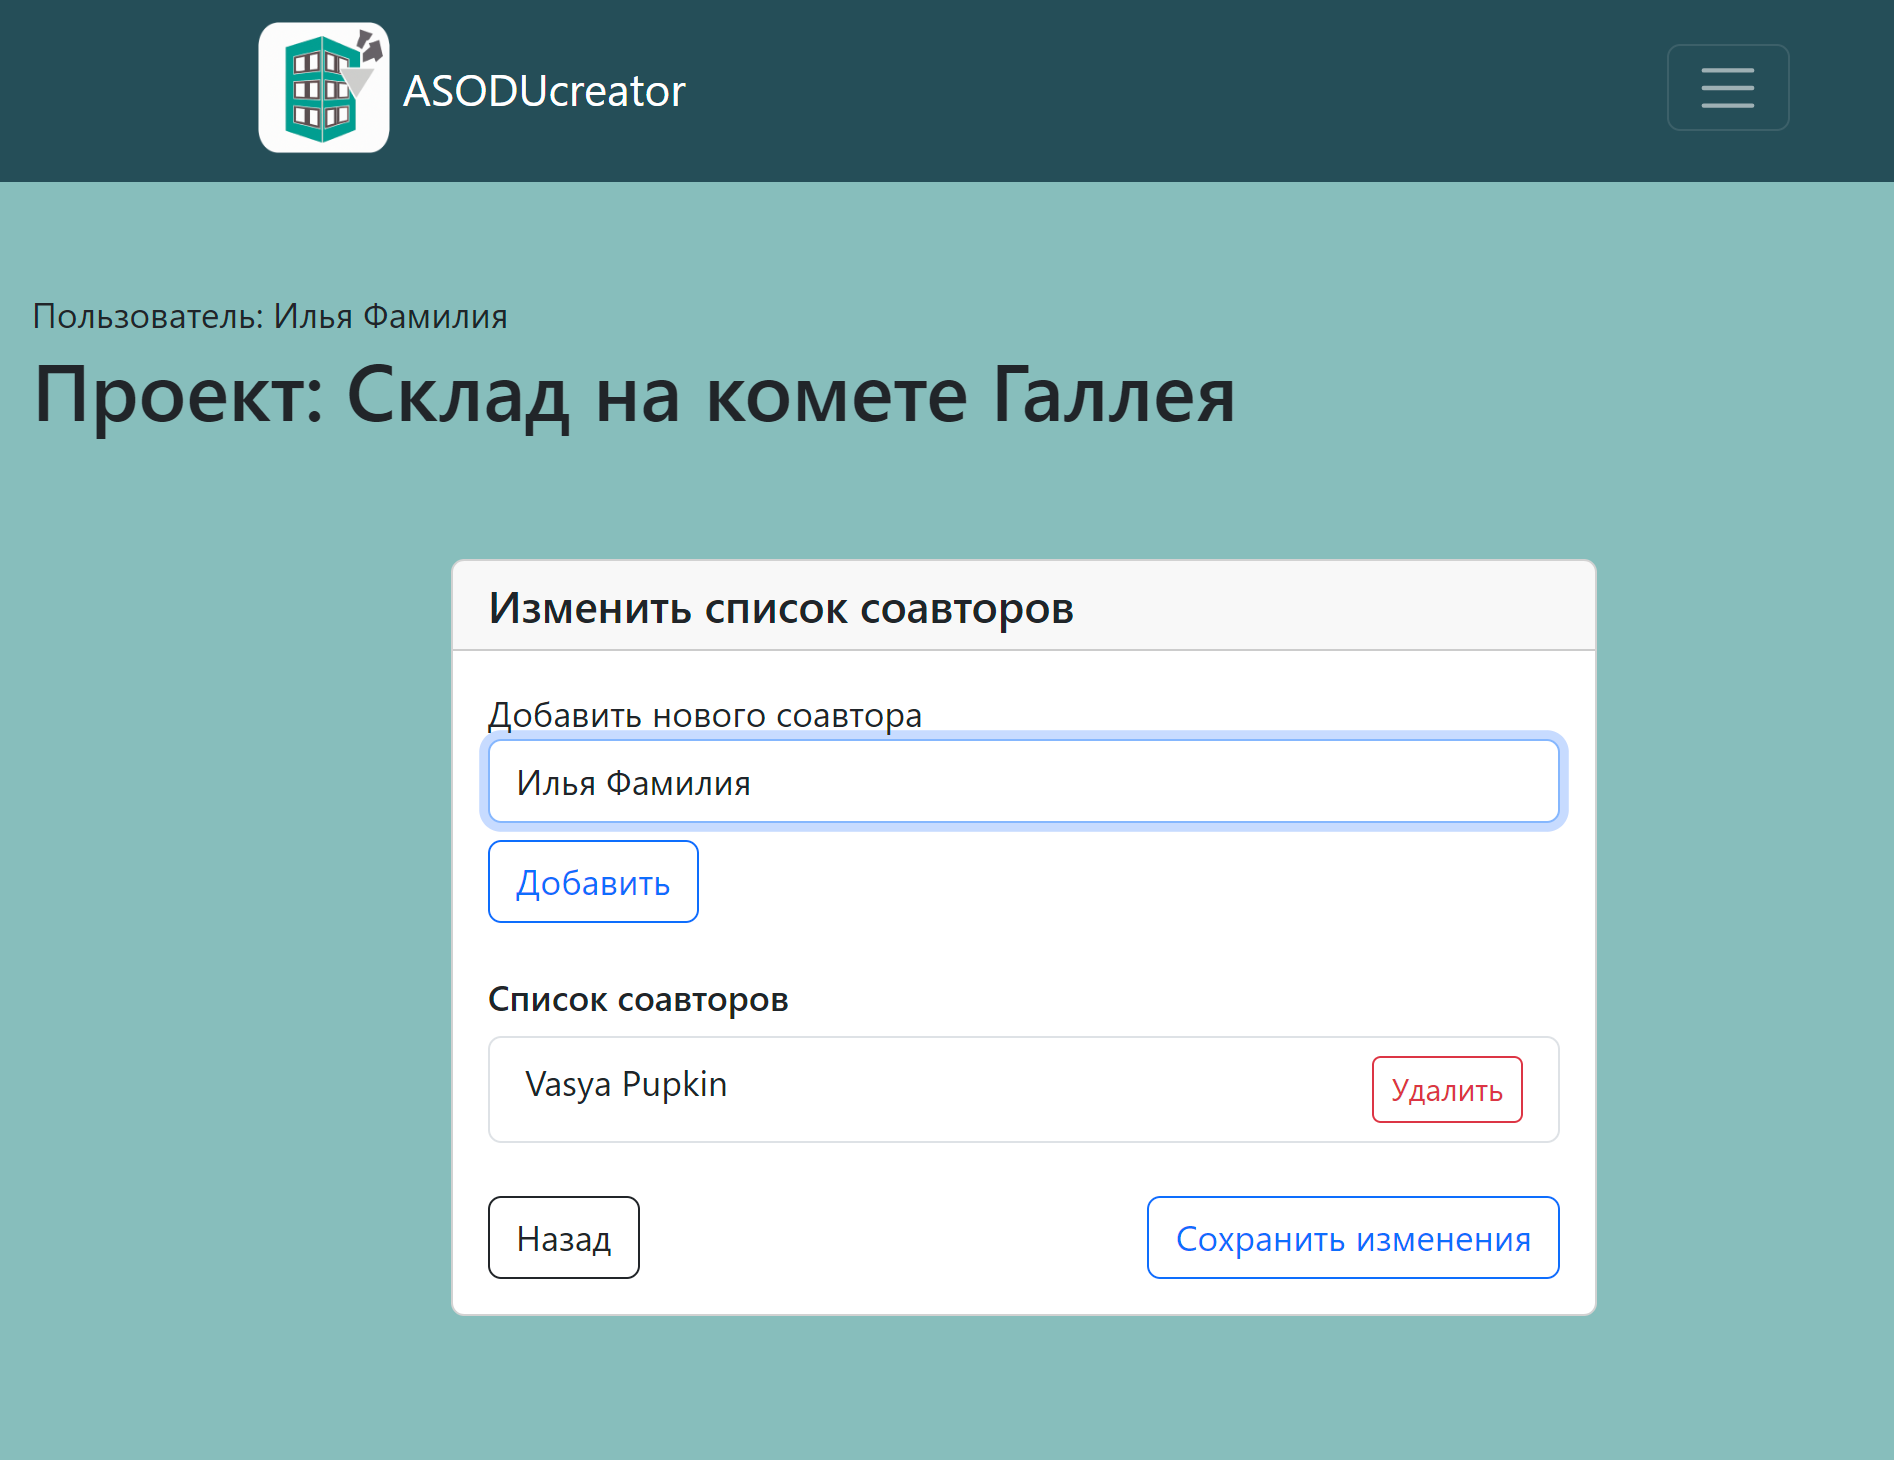 ASODUcreator
Пользователь: Илья Фамилия
Проект: Склад на комете Галлея
Изменить список соавторов
Добавить нового соавтора
Илья Фамилия
Добавить
Список соавторов
Vasya Pupkin
Удалить
Назад
Сохранить изменения